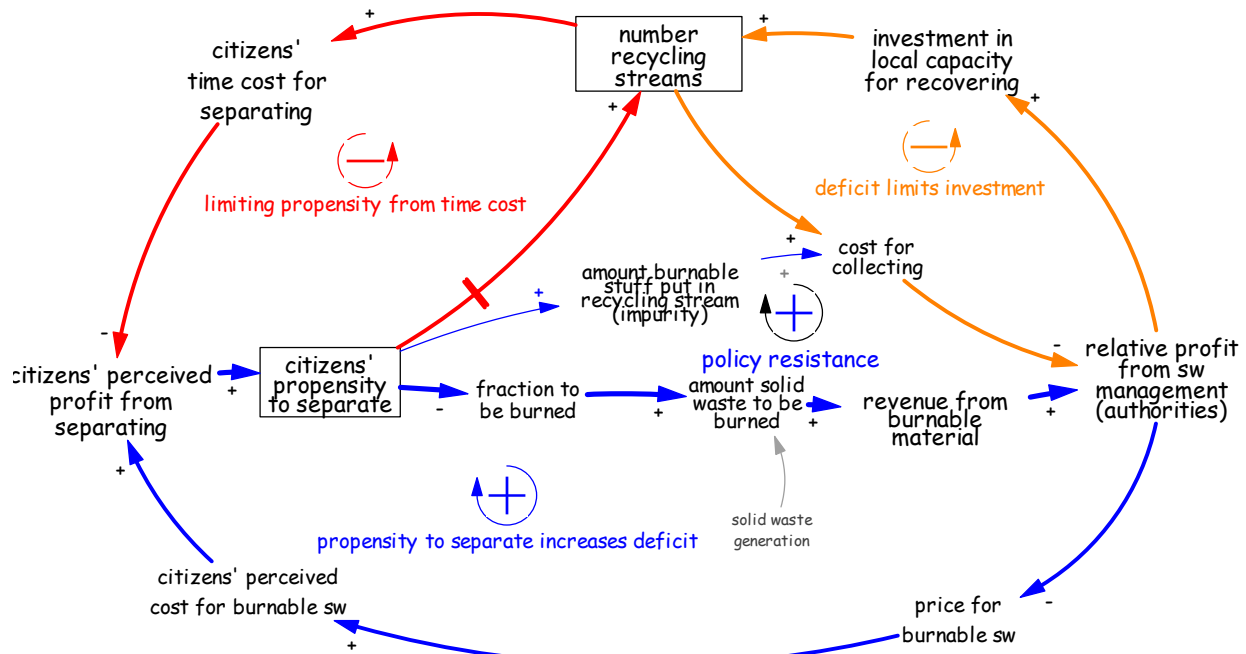 +
+
citizens'
time cost for
separating
number
recycling
streams
investment in
local capacity
for recovering
+
+
limiting propensity from time cost
deficit limits investment
+
cost for
collecting
amount burnable
stuff put in
recycling stream
(impurity)
+
+
-
-
policy resistance
citizens' perceived
profit from
separating
+
citizens'
propensity
to separate
-
fraction to
be burned
+
amount solid
waste to be
burned
+
revenue from
burnable
material
+
relative profit
from sw
management
(authorities)
+
propensity to separate increases deficit
solid waste
generation
citizens' perceived
cost for burnable sw
+
price for
burnable sw
-